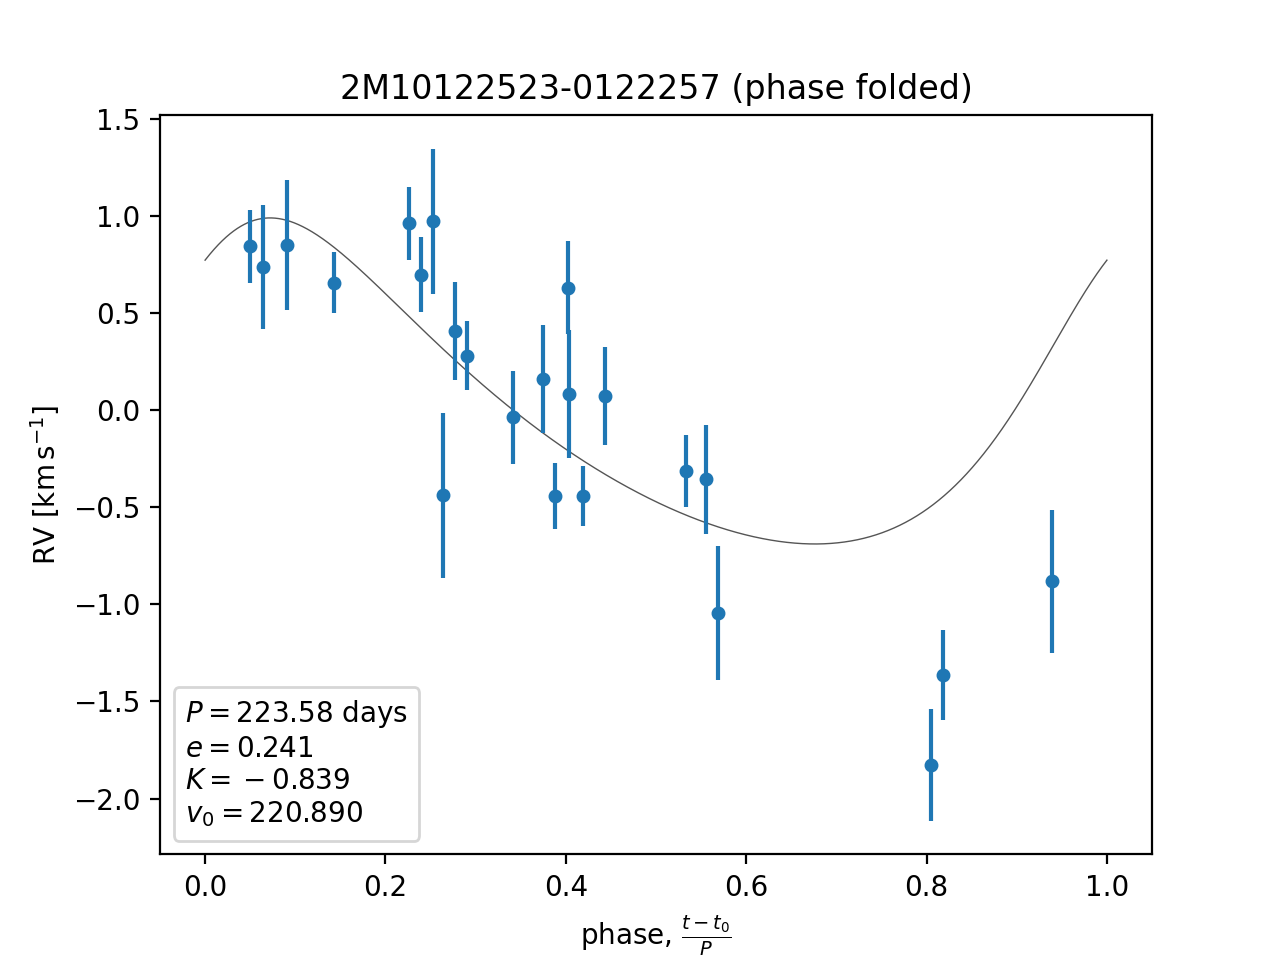 2M10122523-0122257 (phase folded)
RV [km s⁻¹]
1.5
1.0
0.5
0.0
−0.5
−1.0
−1.5
−2.0
P = 223.58 days
e = 0.241
K = −0.839
v₀ = 220.890
0.0 0.2 0.4 0.6 0.8 1.0
phase, (t − t₀)/P